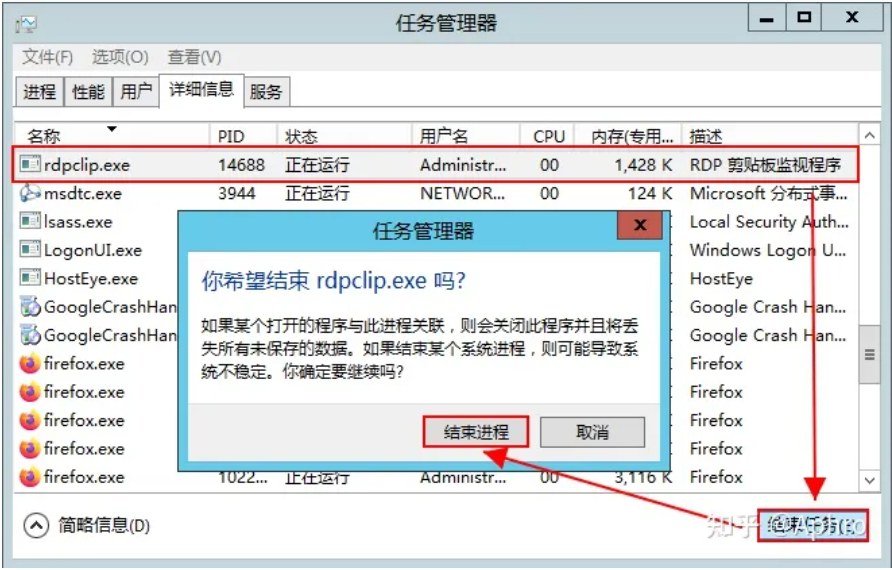 任务管理器
文件(F) 选项(O) 查看(V)
进程 性能 用户 详细信息 服务
名称 PID 状态 用户名 CPU 内存(专用... 描述
rdpclip.exe 14688 正在运行 Administr... 00 1,428 K RDP 剪贴板监视程序
msdtc.exe 3944 正在运行 NETWOR... 00 124 K Microsoft 分布式事...
lsass.exe Local Security Auth...
LogonUI.exe Windows Logon U...
HostEye.exe HostEye
GoogleCrashHan Google Crash Han...
GoogleCrashHan Google Crash Han...
firefox.exe Firefox
firefox.exe Firefox
firefox.exe Firefox
firefox.exe Firefox
firefox.exe 1022... 正在运行 Administr... 00 3,116 K Firefox
任务管理器
你希望结束 rdpclip.exe 吗?
如果某个打开的程序与此进程关联，则会关闭此程序并且将丢
失所有未保存的数据。如果结束某个系统进程，则可能导致系
统不稳定。你确定要继续吗?
结束进程 取消
简略信息(D) 结束任务
知乎